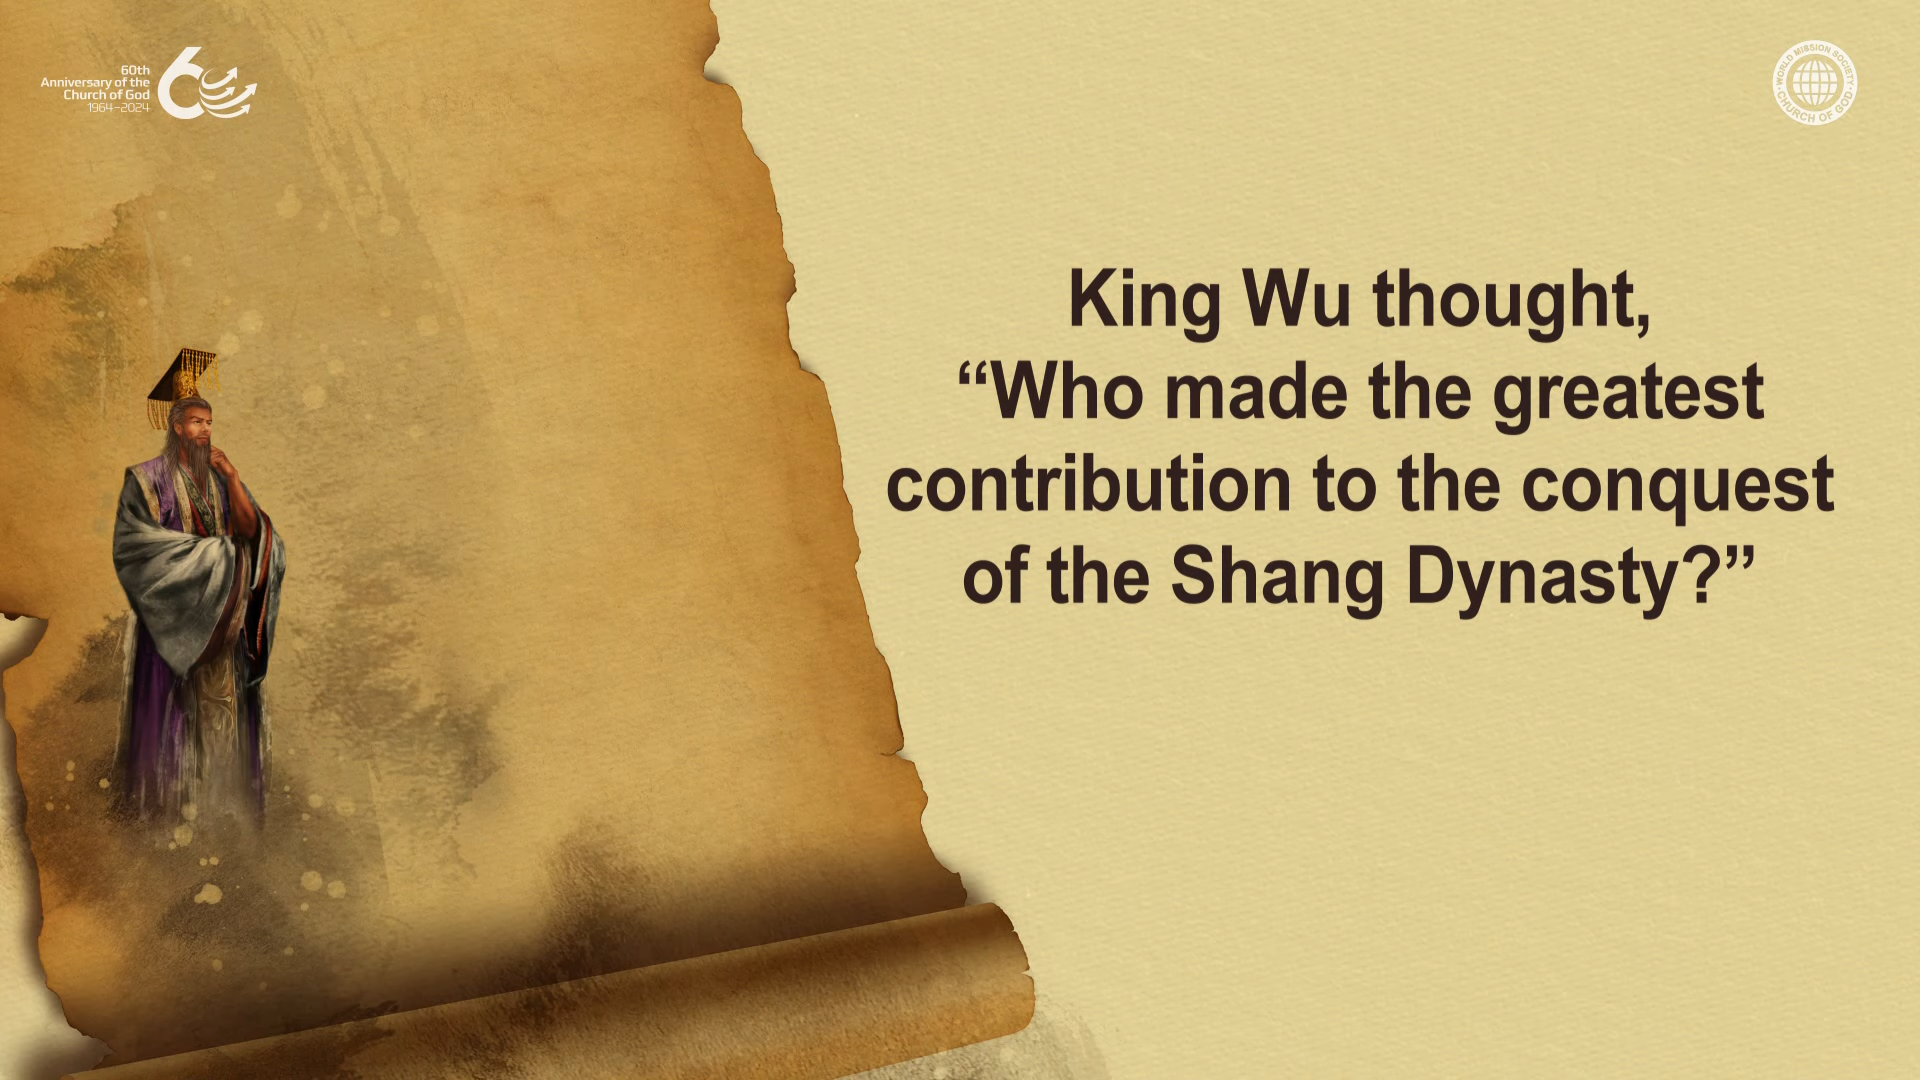 60th
Anniversary of the
Church of God
1964–2024
60
WORLD MISSION SOCIETY
CHURCH OF GOD
King Wu thought,
“Who made the greatest
contribution to the conquest
of the Shang Dynasty?”